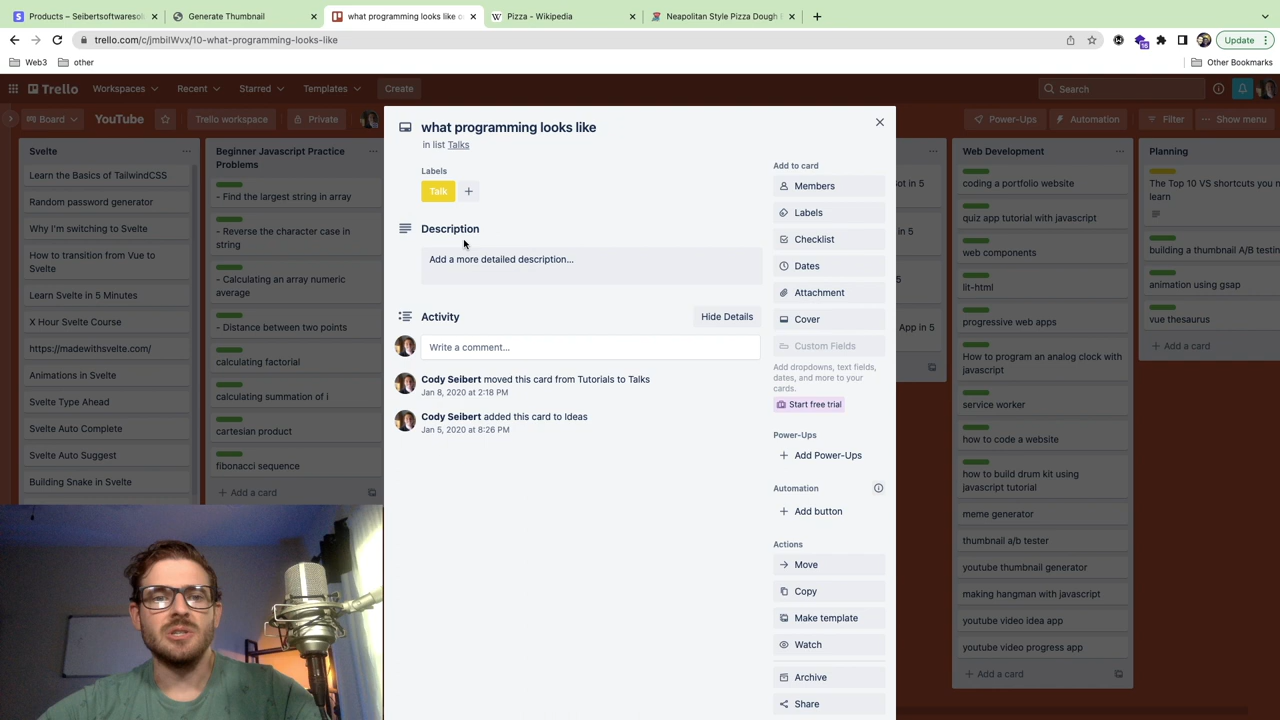 Products – Seibertsoftwaresol
Generate Thumbnail
what programming looks like o
Pizza - Wikipedia
Neapolitan Style Pizza Dough
trello.com/c/jmbiIWvx/10-what-programming-looks-like
16
Update
Web3
other
Other Bookmarks
Trello
Workspaces
Recent
Starred
Templates
Create
Search
Board
YouTube
Trello workspace
Private
Power-Ups
Automation
Filter
Show menu
Svelte
Learn the Basics of TailwindCSS
Random password generator
Why I'm switching to Svelte
How to transition from Vue to
Svelte
Learn Svelte in 5 Minutes
X Hour Svelte Course
https://madewithsvelte.com/
Animations in Svelte
Svelte Type Ahead
Svelte Auto Complete
Svelte Auto Suggest
Building Snake in Svelte
Beginner Javascript Practice
Problems
- Find the largest string in array
- Reverse the character case in
string
- Calculating an array numeric
average
- Distance between two points
calculating factorial
calculating summation of i
cartesian product
fibonacci sequence
+ Add a card
what programming looks like
in list Talks
Labels
Talk
+
Description
Add a more detailed description...
Activity
Hide Details
Write a comment...
Cody Seibert moved this card from Tutorials to Talks
Jan 8, 2020 at 2:18 PM
Cody Seibert added this card to Ideas
Jan 5, 2020 at 8:26 PM
Add to card
Members
Labels
Checklist
Dates
Attachment
Cover
Custom Fields
Add dropdowns, text fields,
dates, and more to your
cards.
Start free trial
Power-Ups
+ Add Power-Ups
Automation
+ Add button
Actions
Move
Copy
Make template
Watch
Archive
Share
ot in 5
in 5
App in 5
Web Development
coding a portfolio website
quiz app tutorial with javascript
web components
lit-html
progressive web apps
How to program an analog clock with
javascript
service worker
how to code a website
how to build drum kit using
javascript tutorial
meme generator
thumbnail a/b tester
youtube thumbnail generator
making hangman with javascript
youtube video idea app
youtube video progress app
+ Add a card
Planning
The Top 10 VS shortcuts you n
learn
building a thumbnail A/B testin
animation using gsap
vue thesaurus
+ Add a card